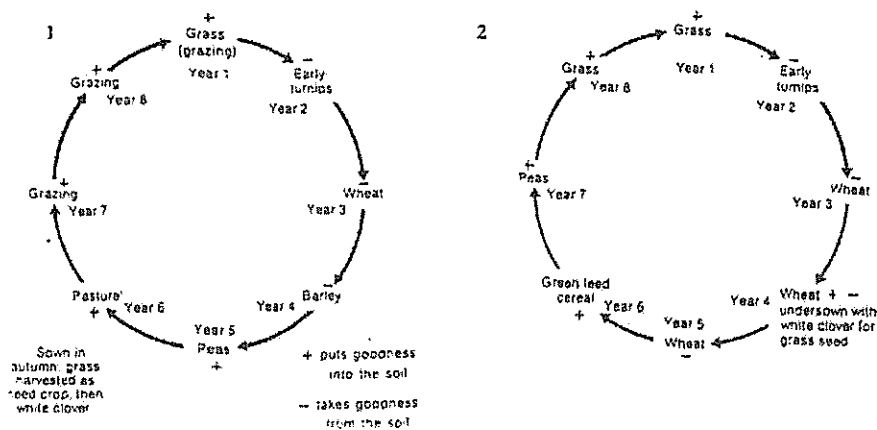 1
+
Grass
(grazing)
Year 1
−
Early
turnips
Year 2
−
Wheat
Year 3
−
Barley
Year 4
Year 5
Peas
+
Pasture
+
Year 6
+
Grazing
Year 7
+
Grazing
Year 8
Sown in
autumn, grass
harvested as
seed crop, then
white clover
+ puts goodness
into the soil
− takes goodness
from the soil
2
+
Grass
Year 1
−
Early
turnips
Year 2
−
Wheat
Year 3
Wheat + −
undersown with
white clover for
grass seed
Year 4
Year 5
Wheat
−
Green feed
cereal
+
Year 6
+
Peas
Year 7
+
Grass
Year 8